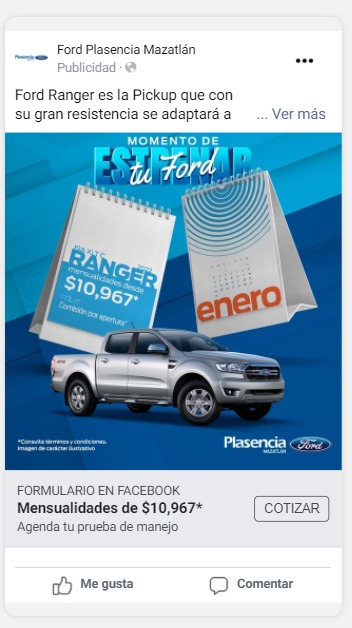 Ford Plasencia Mazatlán
Publicidad ·
Ford Ranger es la Pickup que con
su gran resistencia se adaptará a ... Ver más
MOMENTO DE
ESTRENAR
tu Ford
RANGER
mensualidades desde
$10,967*
Comisión por apertura*
enero
*Consulta términos y condiciones.
Imagen de carácter ilustrativo
Plasencia
MAZATLÁN
Ford
FORMULARIO EN FACEBOOK
Mensualidades de $10,967*
Agenda tu prueba de manejo
COTIZAR
Me gusta
Comentar